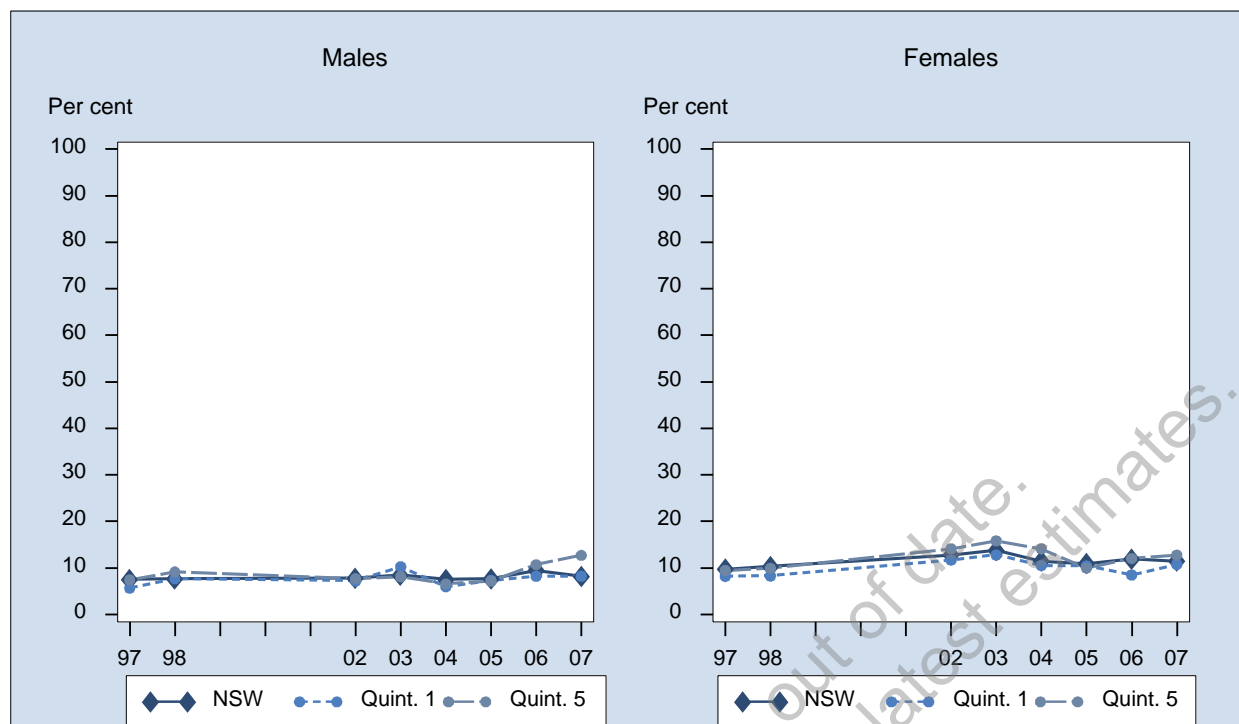 Males
Females
Per cent
Per cent
100
90
80
70
60
50
40
30
20
10
0
100
90
80
70
60
50
40
30
20
10
0
97 98 02 03 04 05 06 07
97 98 02 03 04 05 06 07
NSW Quint. 1 Quint. 5
NSW Quint. 1 Quint. 5
out of date.
latest estimates.